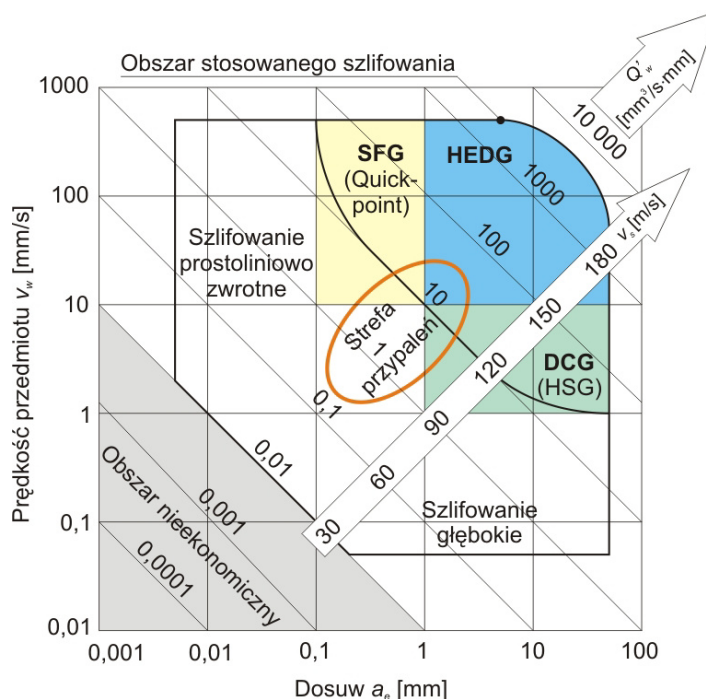 Obszar stosowanego szlifowania
Q'w
[mm³/s·mm]
10 000
1000
100
10
1
0,1
0,01
0,001
0,0001
SFG
(Quick-
point)
HEDG
Szlifowanie
prostoliniowo
zwrotne
Strefa
przypaleń
DCG
(HSG)
Szlifowanie
głębokie
Obszar nieekonomiczny
30
60
90
120
150
180
vs [m/s]
Prędkość przedmiotu vw [mm/s]
1000
100
10
1
0,1
0,01
0,001
0,01
0,1
1
10
100
Dosuw ae [mm]